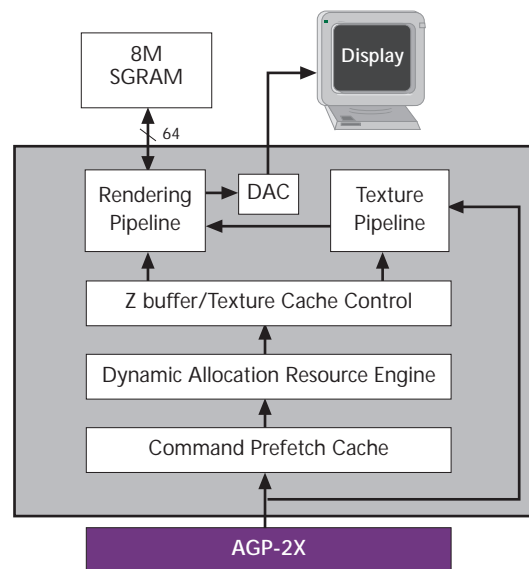 8M
SGRAM
Display
64
Rendering
Pipeline
DAC
Texture
Pipeline
Z buffer/Texture Cache Control
Dynamic Allocation Resource Engine
Command Prefetch Cache
AGP-2X